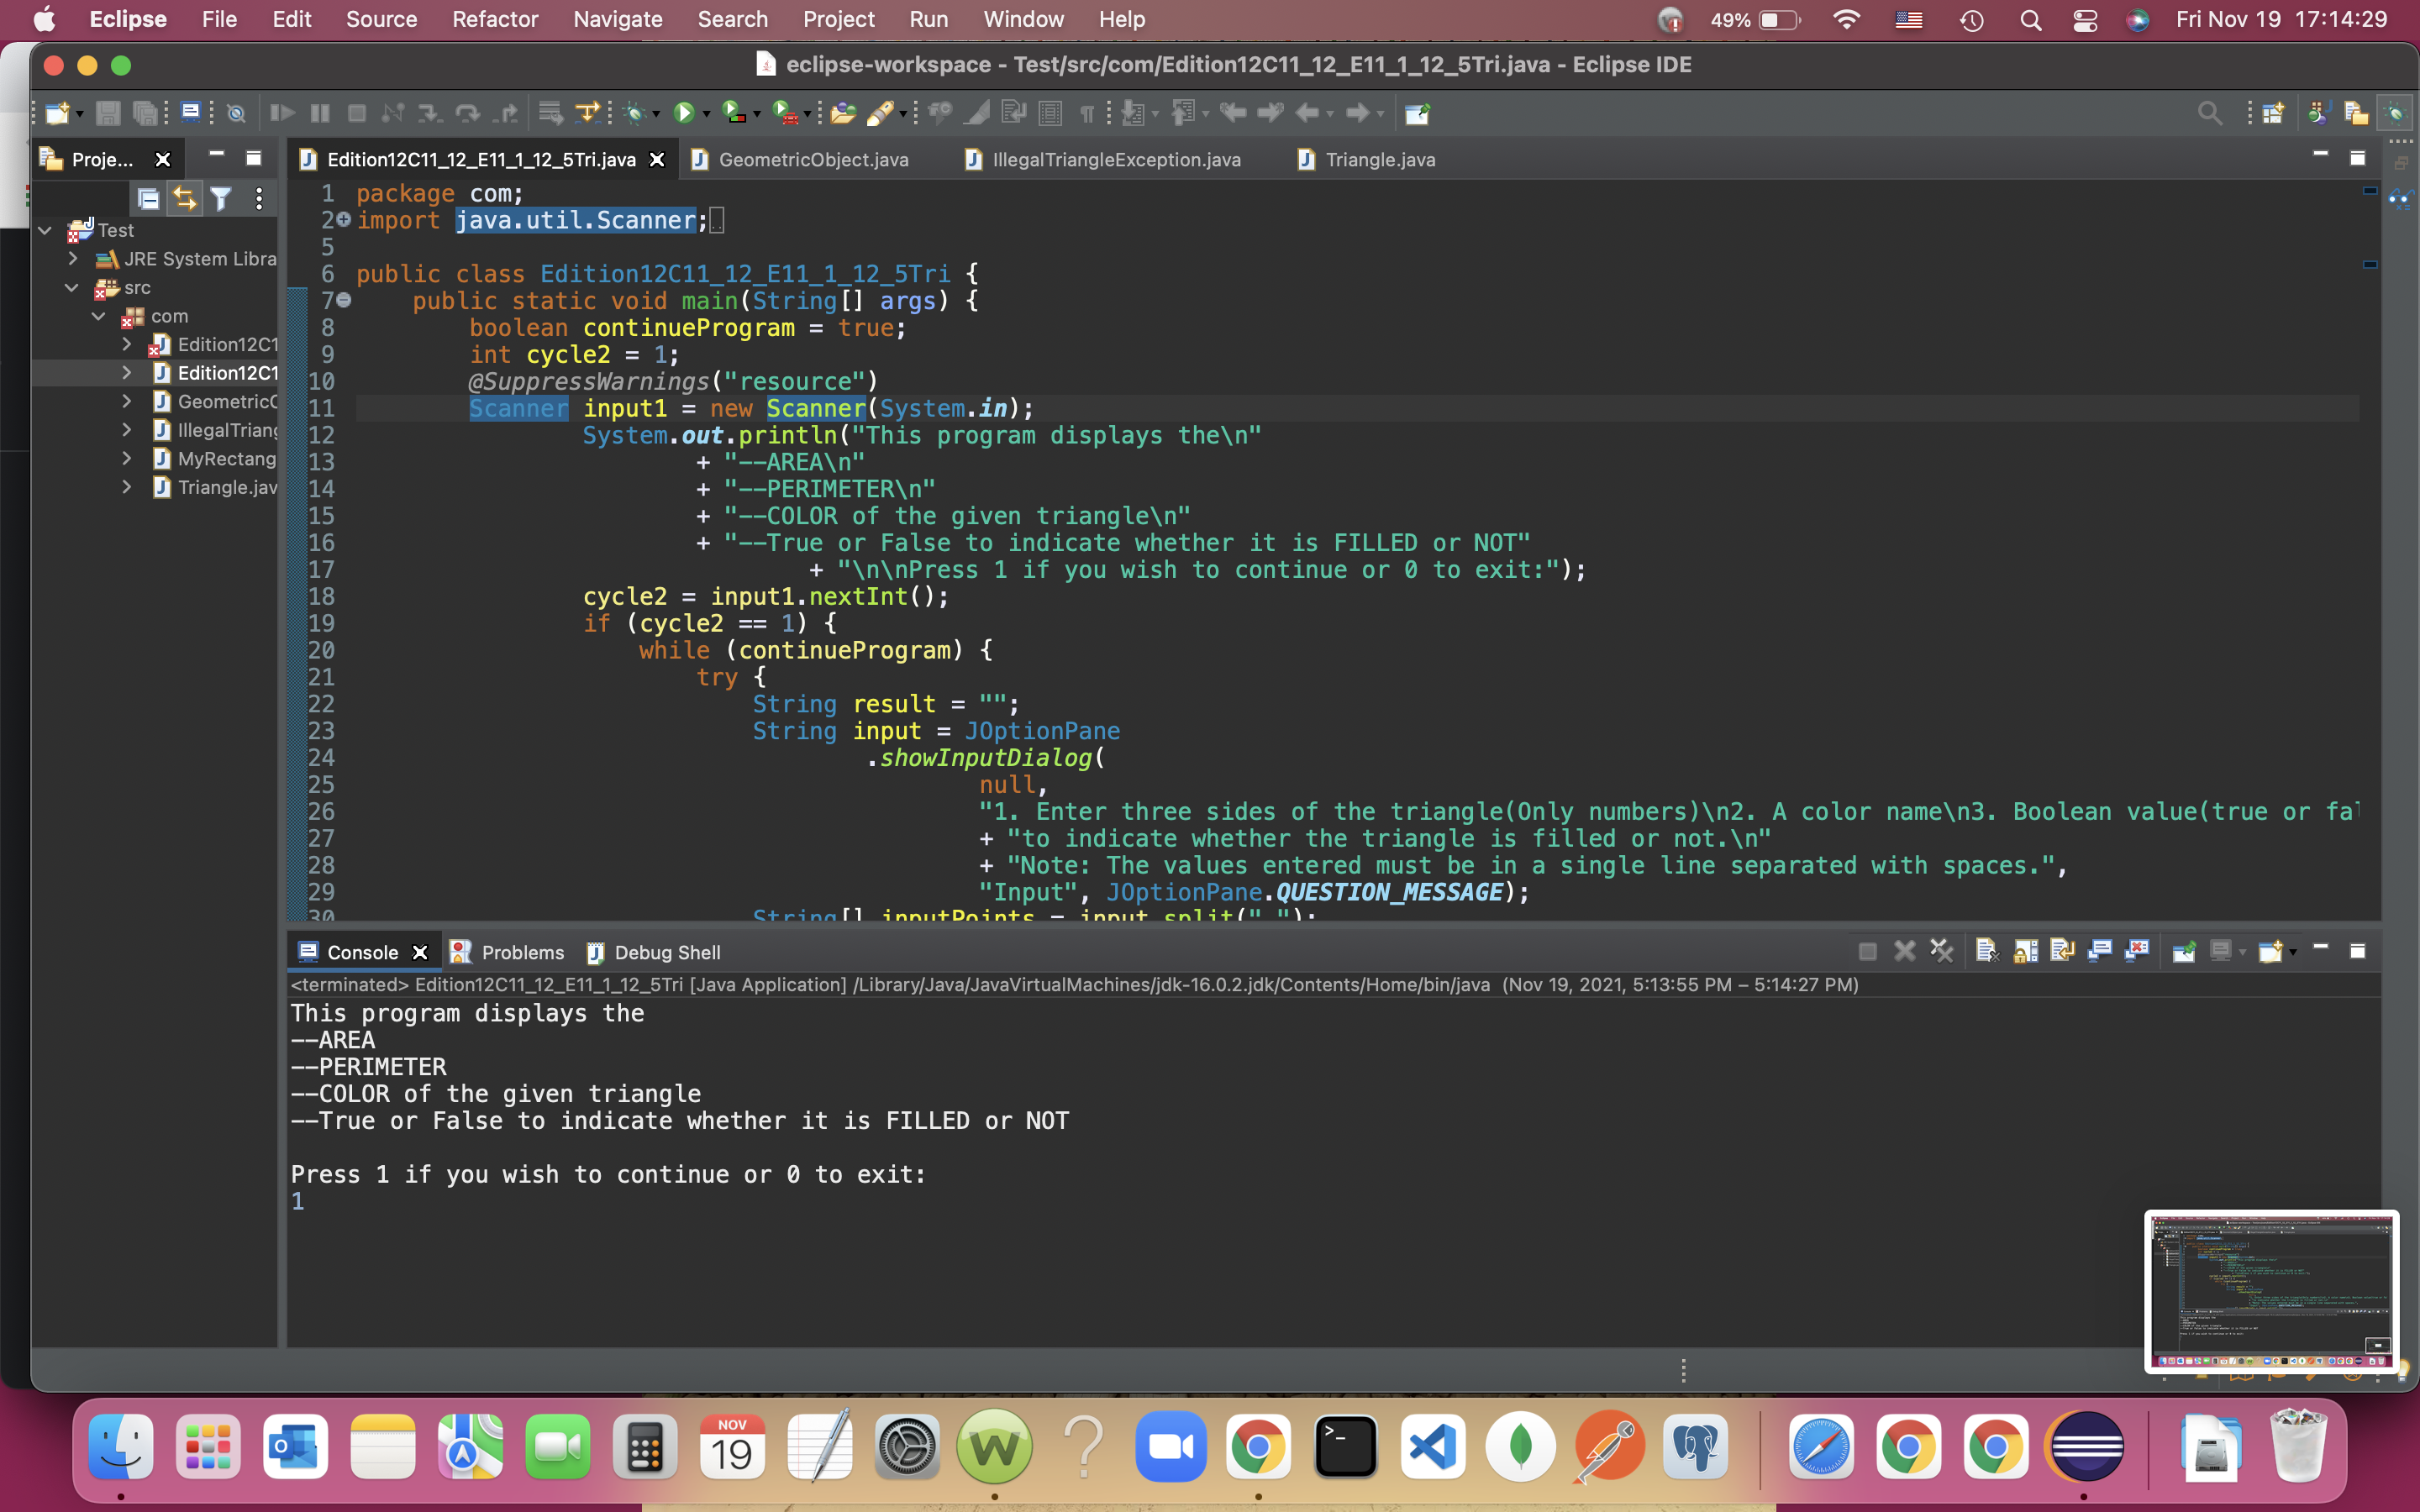 Eclipse File Edit Source Refactor Navigate Search Project Run Window Help 49% Fri Nov 19 17:14:29
eclipse-workspace - Test/src/com/Edition12C11_12_E11_1_12_5Tri.java - Eclipse IDE
Proje...
Edition12C11_12_E11_1_12_5Tri.java GeometricObject.java IllegalTriangleException.java Triangle.java
Test
JRE System Libra
src
com
Edition12C1
Edition12C1
GeometricO
IllegalTriang
MyRectang
Triangle.jav
1 package com;
2 import java.util.Scanner;
5
6 public class Edition12C11_12_E11_1_12_5Tri {
7 public static void main(String[] args) {
8 boolean continueProgram = true;
9 int cycle2 = 1;
10 @SuppressWarnings("resource")
11 Scanner input1 = new Scanner(System.in);
12 System.out.println("This program displays the\n"
13 + "--AREA\n"
14 + "--PERIMETER\n"
15 + "--COLOR of the given triangle\n"
16 + "--True or False to indicate whether it is FILLED or NOT"
17 + "\n\nPress 1 if you wish to continue or 0 to exit:");
18 cycle2 = input1.nextInt();
19 if (cycle2 == 1) {
20 while (continueProgram) {
21 try {
22 String result = "";
23 String input = JOptionPane
24 .showInputDialog(
25 null,
26 "1. Enter three sides of the triangle(Only numbers)\n2. A color name\n3. Boolean value(true or fal
27 + "to indicate whether the triangle is filled or not.\n"
28 + "Note: The values entered must be in a single line separated with spaces.",
29 "Input", JOptionPane.QUESTION_MESSAGE);
30 String[] inputPoints = input.split(" ");
Console Problems Debug Shell
<terminated> Edition12C11_12_E11_1_12_5Tri [Java Application] /Library/Java/JavaVirtualMachines/jdk-16.0.2.jdk/Contents/Home/bin/java (Nov 19, 2021, 5:13:55 PM – 5:14:27 PM)
This program displays the
--AREA
--PERIMETER
--COLOR of the given triangle
--True or False to indicate whether it is FILLED or NOT
Press 1 if you wish to continue or 0 to exit:
1
NOV
19